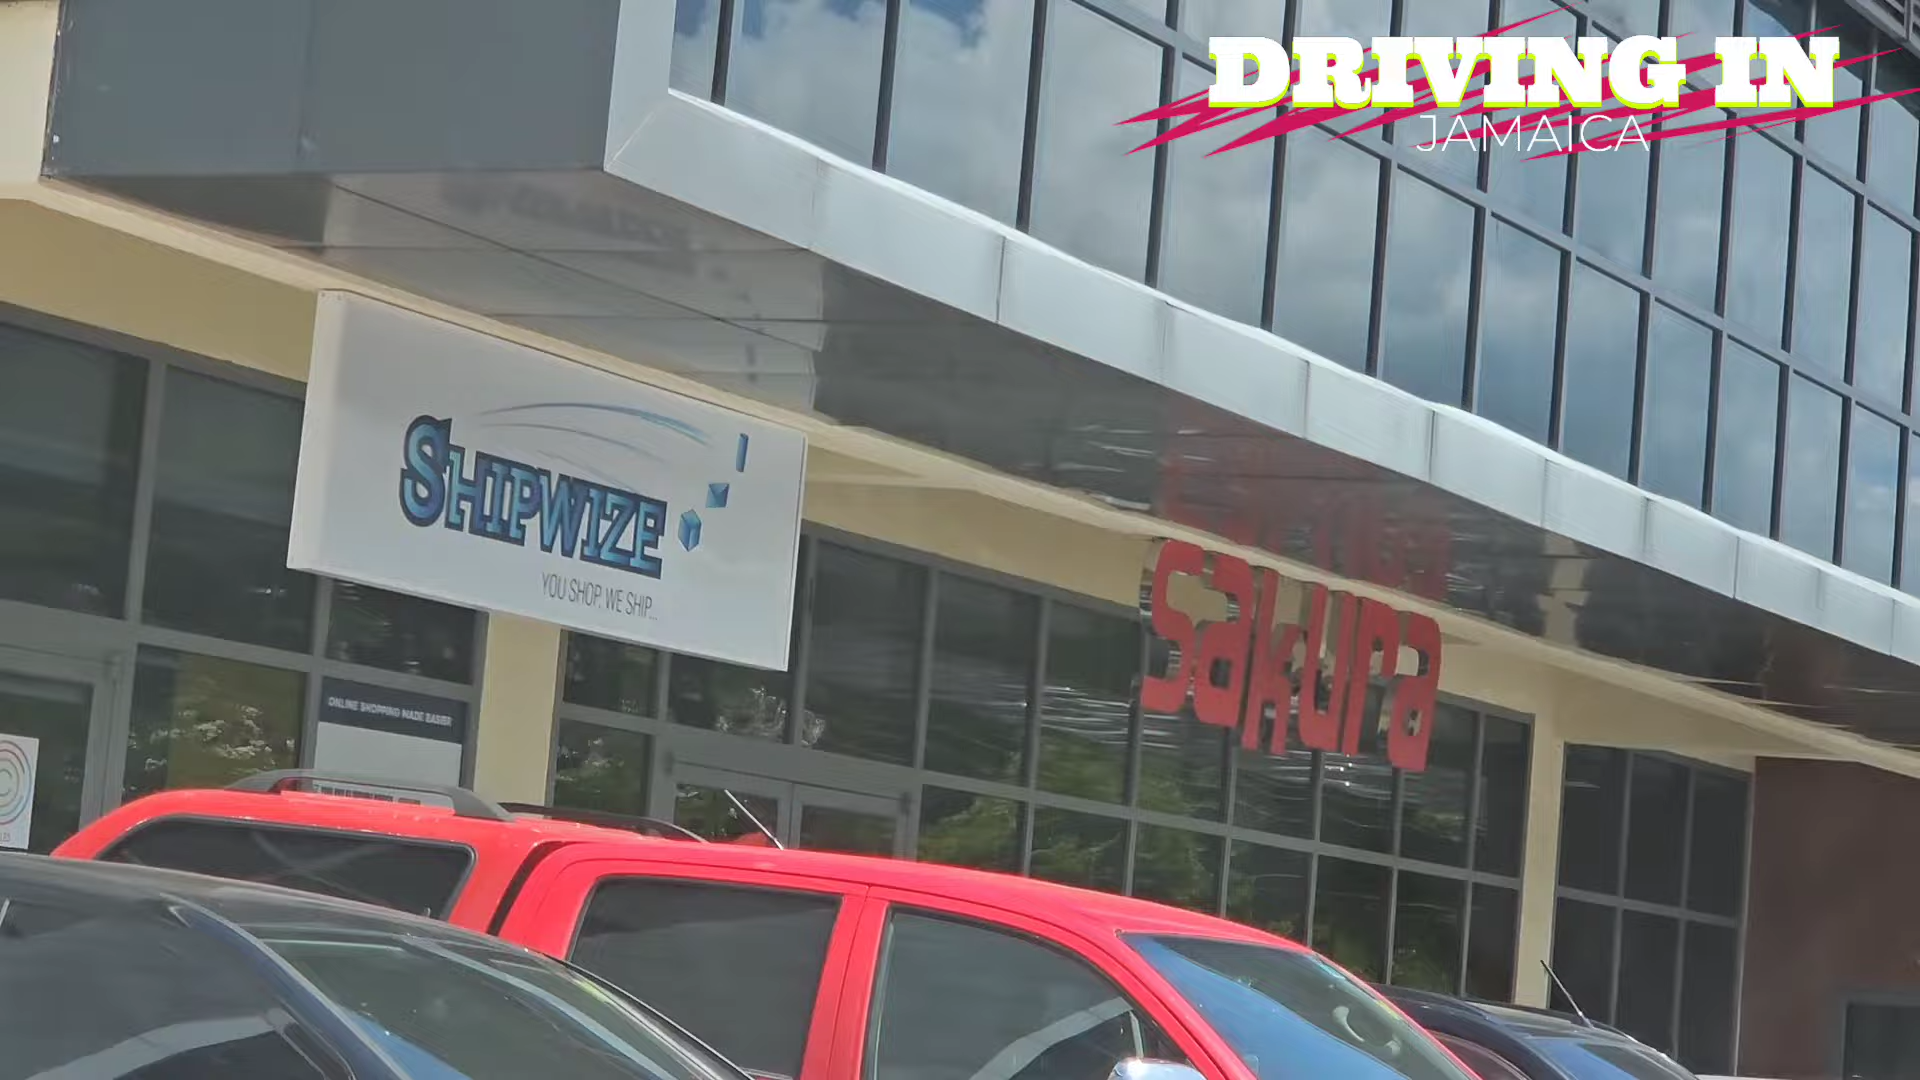 DRIVING IN
JAMAICA
SHIPWIZE
YOU SHOP. WE SHIP...
sakura
ONLINE SHOPPING MADE EASIER